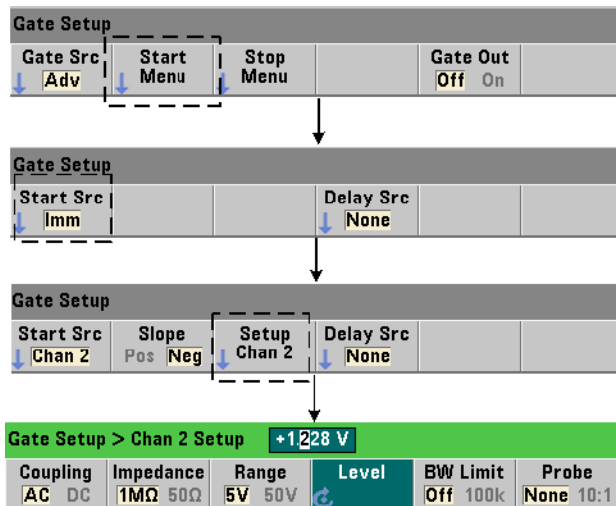 Gate Setup
Gate Src Start Stop Gate Out
Adv Menu Menu Off On
Gate Setup
Start Src Delay Src
Imm None
Gate Setup
Start Src Slope Setup Delay Src
Chan 2 Pos Neg Chan 2 None
Gate Setup > Chan 2 Setup +1.228 V
Coupling Impedance Range Level BW Limit Probe
AC DC 1MΩ 50Ω 5V 50V Off 100k None 10:1